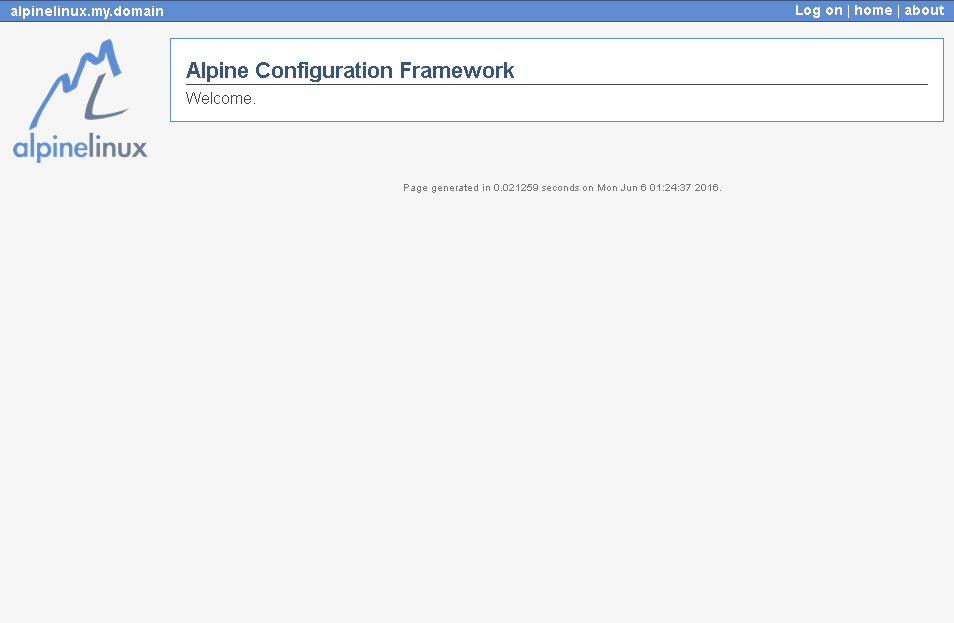 alpinelinux.my.domain
Log on | home | about
alpinelinux
Alpine Configuration Framework
Welcome.
Page generated in 0.021259 seconds on Mon Jun 6 01:24:37 2016.